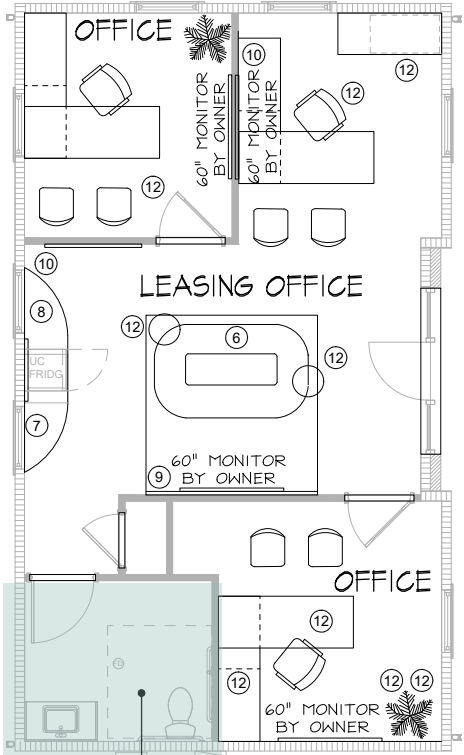 OFFICE
10
12
12
60" MONITOR
BY OWNER
60" MONITOR
BY OWNER
12
10
LEASING OFFICE
8
12
6
12
UC
FRIDG
7
60" MONITOR
BY OWNER
9
OFFICE
12
12
12
12
60" MONITOR
BY OWNER
FD